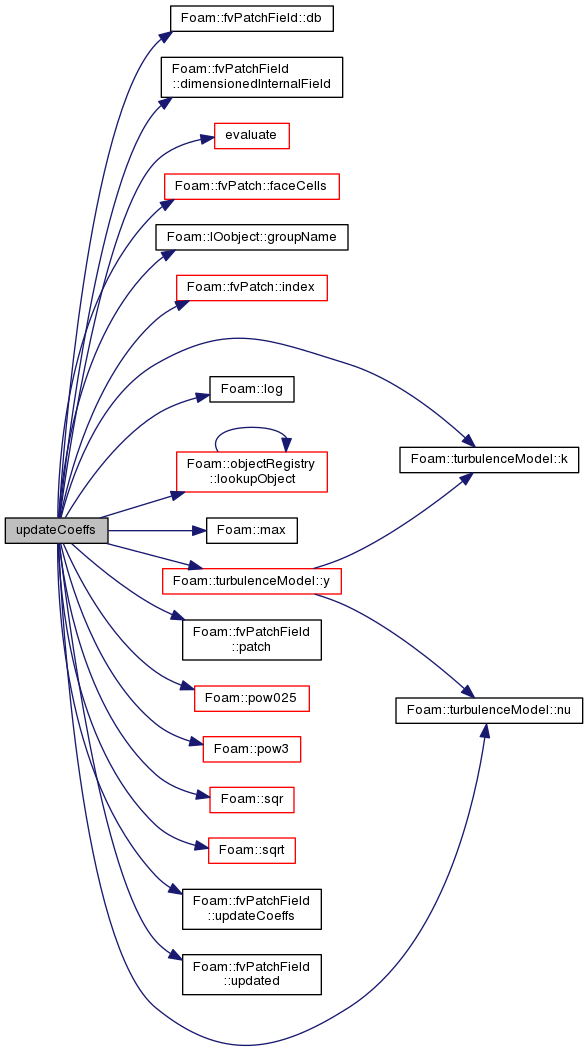 Foam::fvPatchField::db
Foam::fvPatchField
::dimensionedInternalField
evaluate
Foam::fvPatch::faceCells
Foam::IOobject::groupName
Foam::fvPatch::index
Foam::log
Foam::turbulenceModel::k
Foam::objectRegistry
::lookupObject
updateCoeffs
Foam::max
Foam::turbulenceModel::y
Foam::fvPatchField
::patch
Foam::pow025
Foam::turbulenceModel::nu
Foam::pow3
Foam::sqr
Foam::sqrt
Foam::fvPatchField
::updateCoeffs
Foam::fvPatchField
::updated